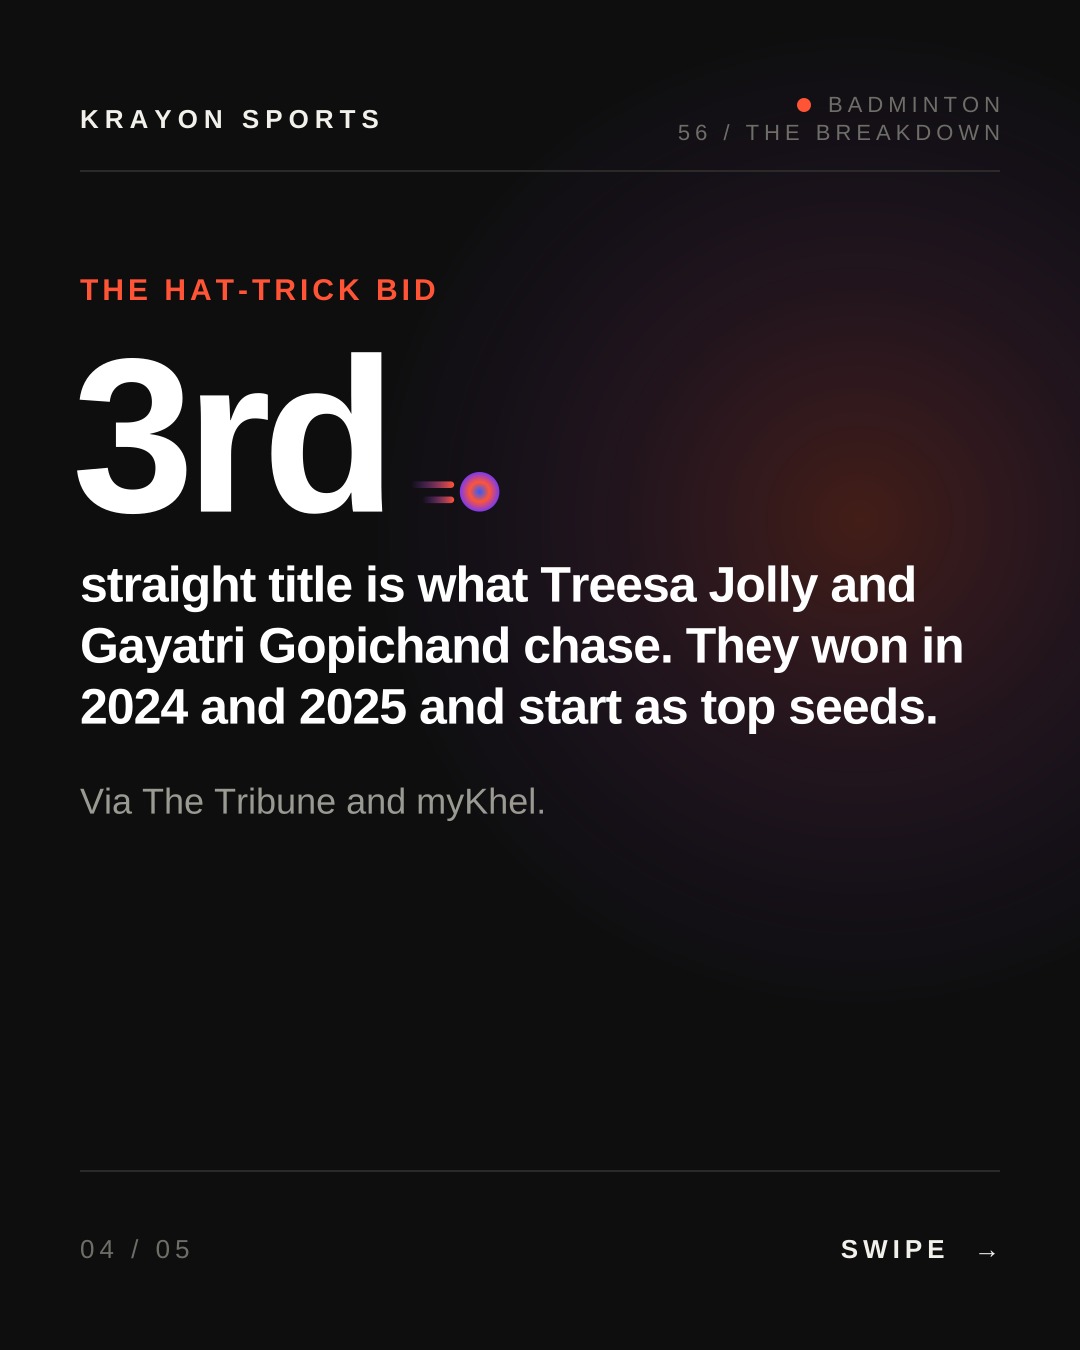 KRAYON SPORTS
BADMINTON
56 / THE BREAKDOWN
THE HAT-TRICK BID
3rd
straight title is what Treesa Jolly and
Gayatri Gopichand chase. They won in
2024 and 2025 and start as top seeds.
Via The Tribune and myKhel.
04 / 05
SWIPE →